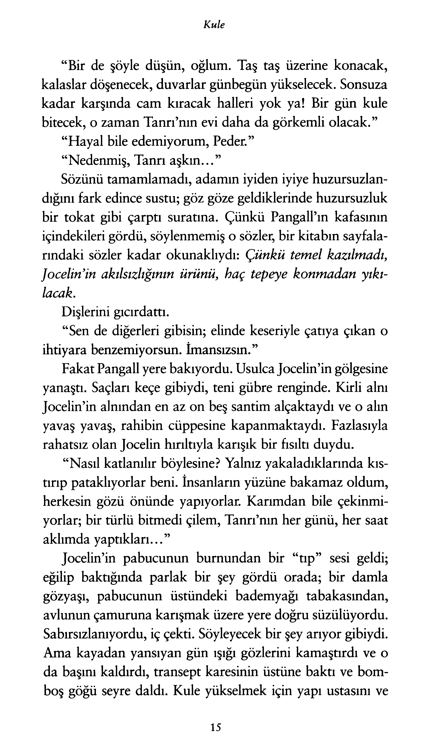 Kule
“Bir de şöyle düşün, oğlum. Taş taş üzerine konacak,
kalaslar döşenecek, duvarlar günbegün yükselecek. Sonsuza
kadar karşında cam kıracak halleri yok ya! Bir gün kule
bitecek, o zaman Tanrı’nın evi daha da görkemli olacak.”
“Hayal bile edemiyorum, Peder.”
“Nedenmiş, Tanrı aşkın...”
Sözünü tamamlamadı, adamın iyiden iyiye huzursuzlan-
dığını fark edince sustu; göz göze geldiklerinde huzursuzluk
bir tokat gibi çarptı suratına. Çünkü Pangall’ın kafasının
içindekileri gördü, söylenmemiş o sözler, bir kitabın sayfala-
rındaki sözler kadar okunaklıydı: Çünkü temel kazılmadı,
Jocelin’in akılsızlığının ürünü, haç tepeye konmadan yıkı-
lacak.
Dişlerini gıcırdattı.
“Sen de diğerleri gibisin; elinde keseriyle çatıya çıkan o
ihtiyara benzemiyorsun. İmansızsın.”
Fakat Pangall yere bakıyordu. Usulca Jocelin’in gölgesine
yanaştı. Saçları keçe gibiydi, teni gübre renginde. Kirli alnı
Jocelin’in alnından en az on beş santim alçaktaydı ve o alın
yavaş yavaş, rahibin cüppesine kapanmaktaydı. Fazlasıyla
rahatsız olan Jocelin hırıltıyla karışık bir fısıltı duydu.
“Nasıl katlanılır böylesine? Yalnız yakaladıklarında kıs-
tırıp pataklıyorlar beni. İnsanların yüzüne bakamaz oldum,
herkesin gözü önünde yapıyorlar. Karımdan bile çekinmi-
yorlar; bir türlü bitmedi çilem, Tanrı’nın her günü, her saat
aklımda yaptıkları...”
Jocelin’in pabucunun burnundan bir “tıp” sesi geldi;
eğilip baktığında parlak bir şey gördü orada; bir damla
gözyaşı, pabucunun üstündeki bademyağı tabakasından,
avlunun çamuruna karışmak üzere yere doğru süzülüyordu.
Sabırsızlanıyordu, iç çekti. Söyleyecek bir şey arıyor gibiydi.
Ama kayadan yansıyan gün ışığı gözlerini kamaştırdı ve o
da başını kaldırdı, transept karesinin üstüne baktı ve bom-
boş göğü seyre daldı. Kule yükselmek için yapı ustasını ve
15